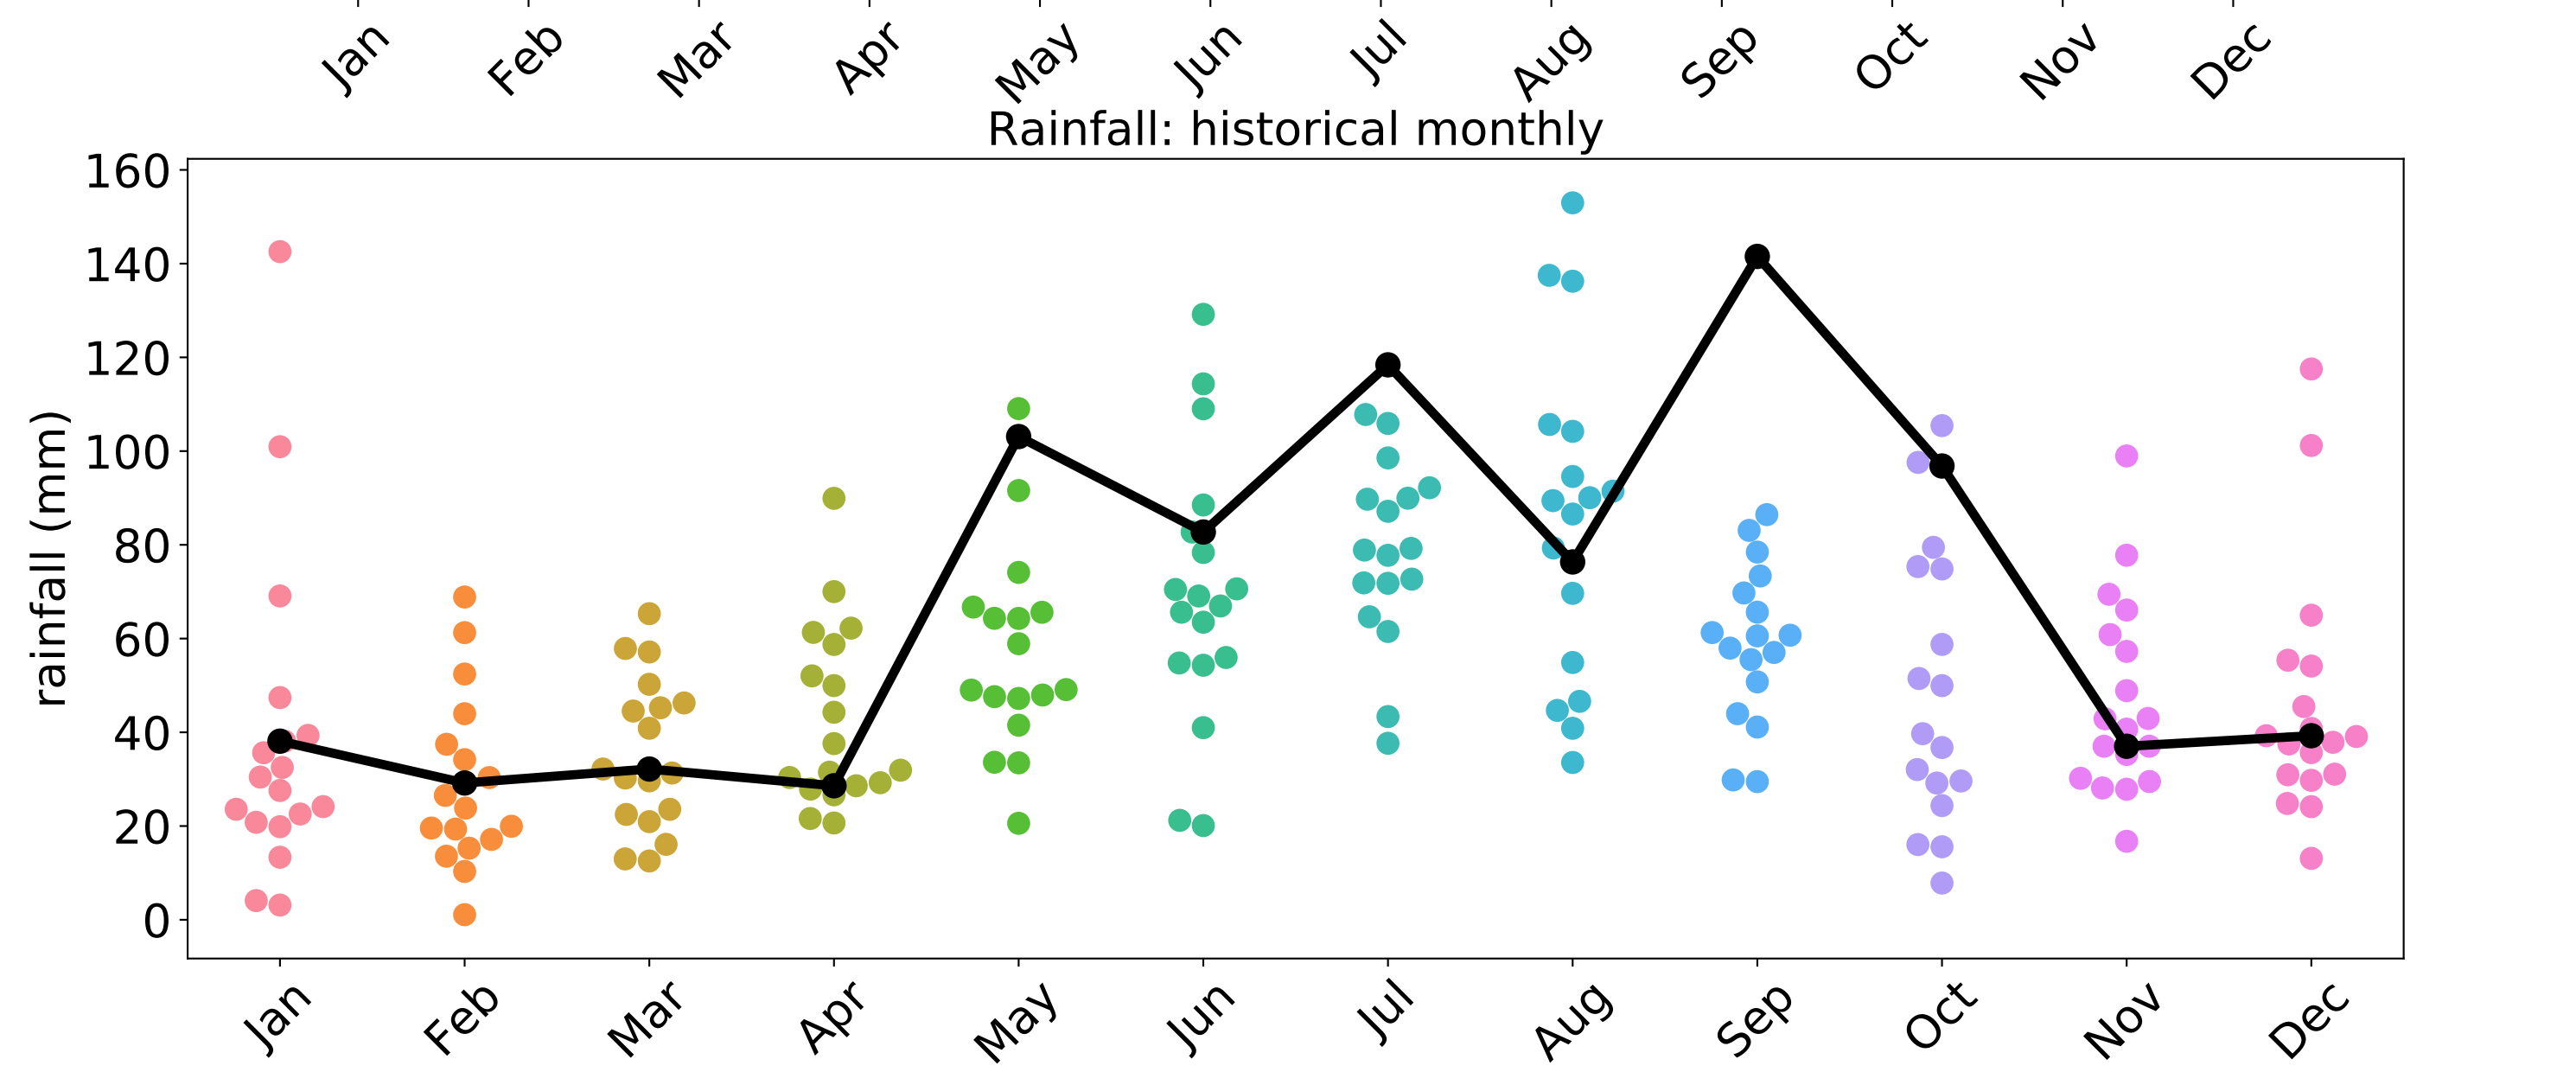 Jan Feb Mar Apr May Jun Jul Aug Sep Oct Nov Dec
Rainfall: historical monthly
160
140
120
100
80
60
40
20
0
rainfall (mm)
Jan Feb Mar Apr May Jun Jul Aug Sep Oct Nov Dec